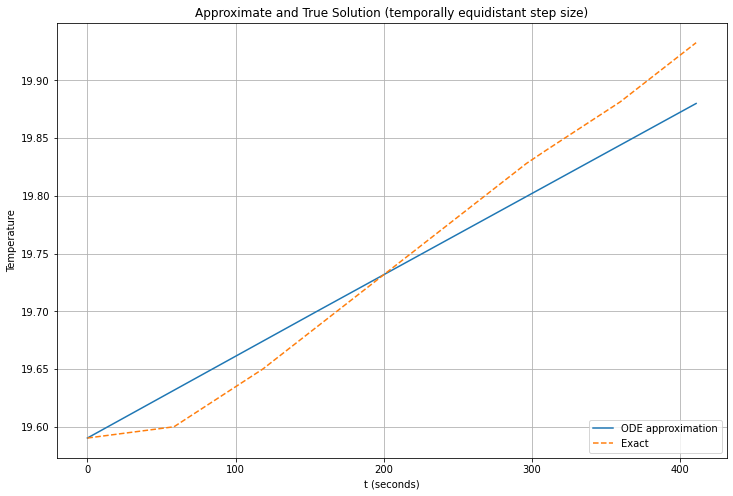 Approximate and True Solution (temporally equidistant step size)
19.90
19.85
19.80
19.75
19.70
19.65
19.60
Temperature
0
100
200
300
400
t (seconds)
ODE approximation
Exact